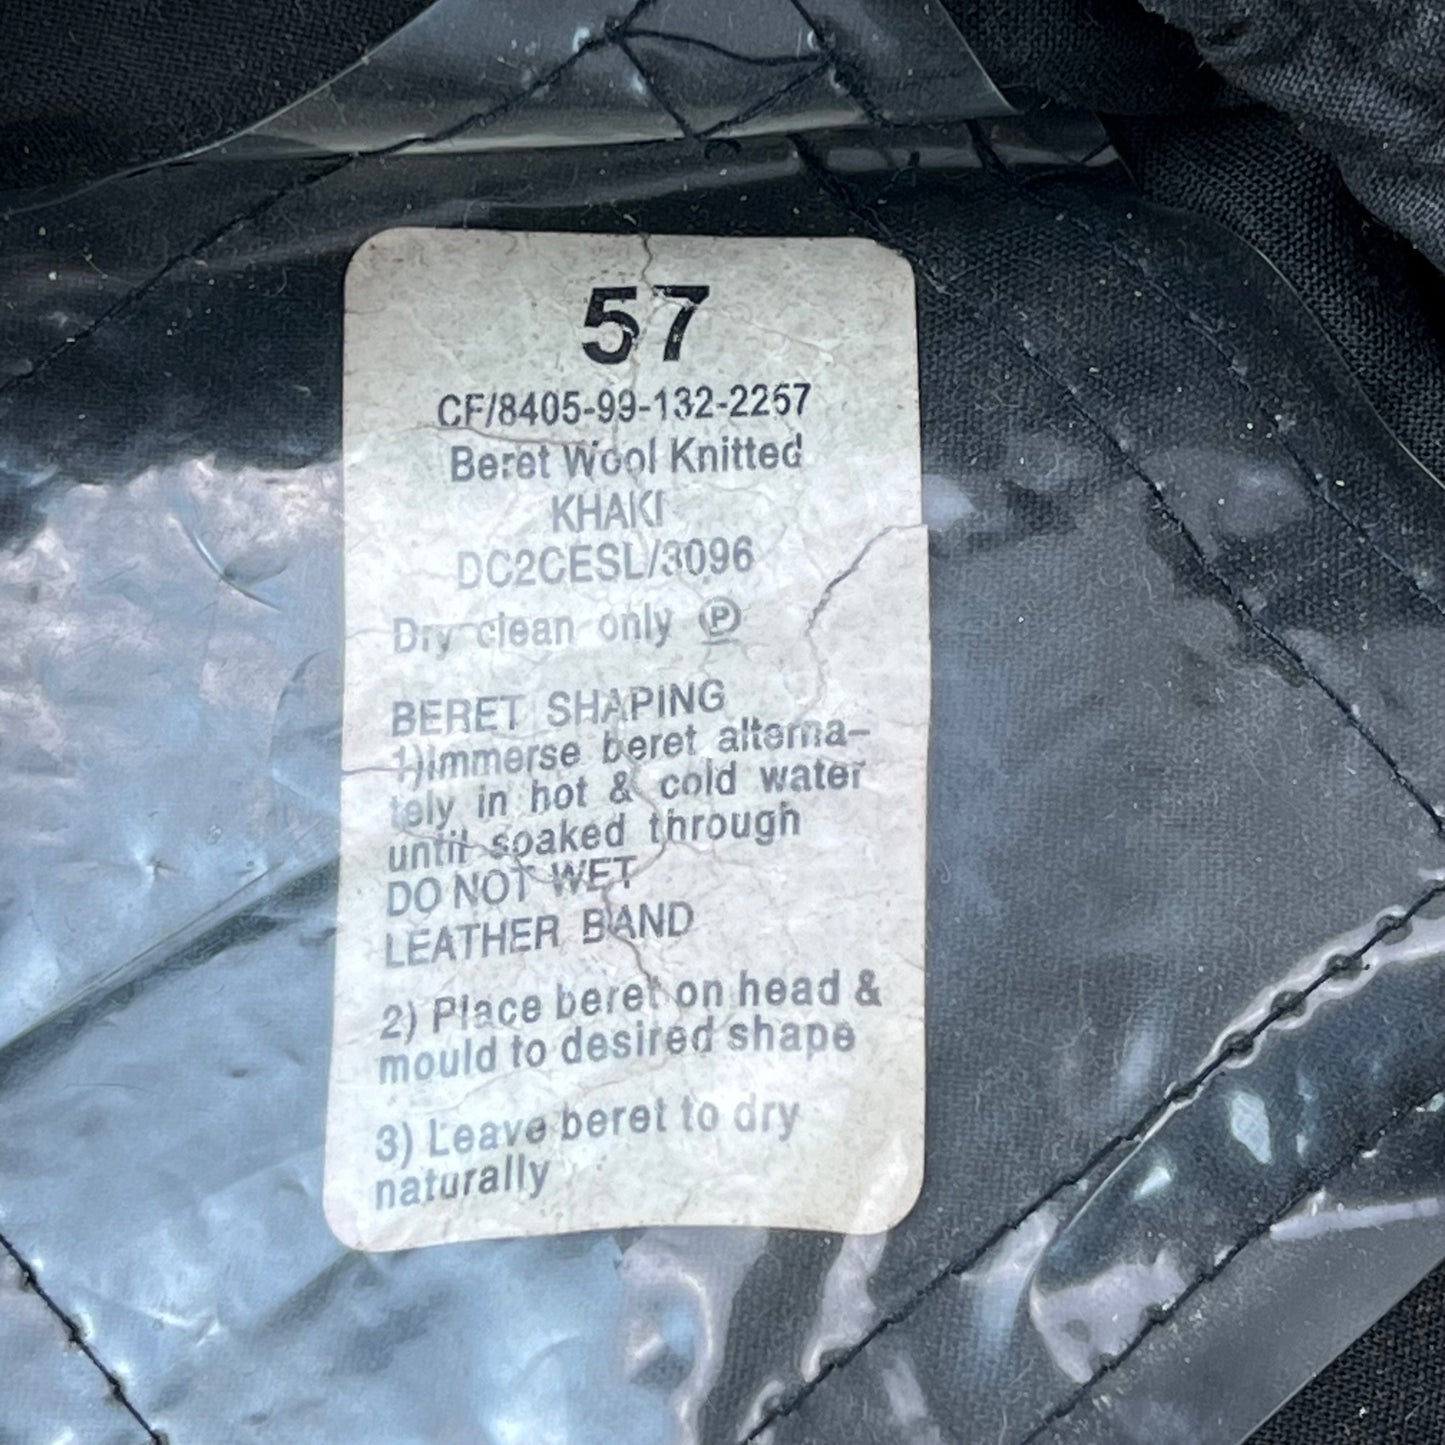 57
CF/8405-99-132-2267
Beret Wool Knitted
KHAKI
DC2CESL/3096
Dry clean only Ⓟ
BERET SHAPING
1)Immerse beret alterna-
tely in hot & cold water
until soaked through
DO NOT WET
LEATHER BAND
2) Place beret on head &
mould to desired shape
3) Leave beret to dry
naturally